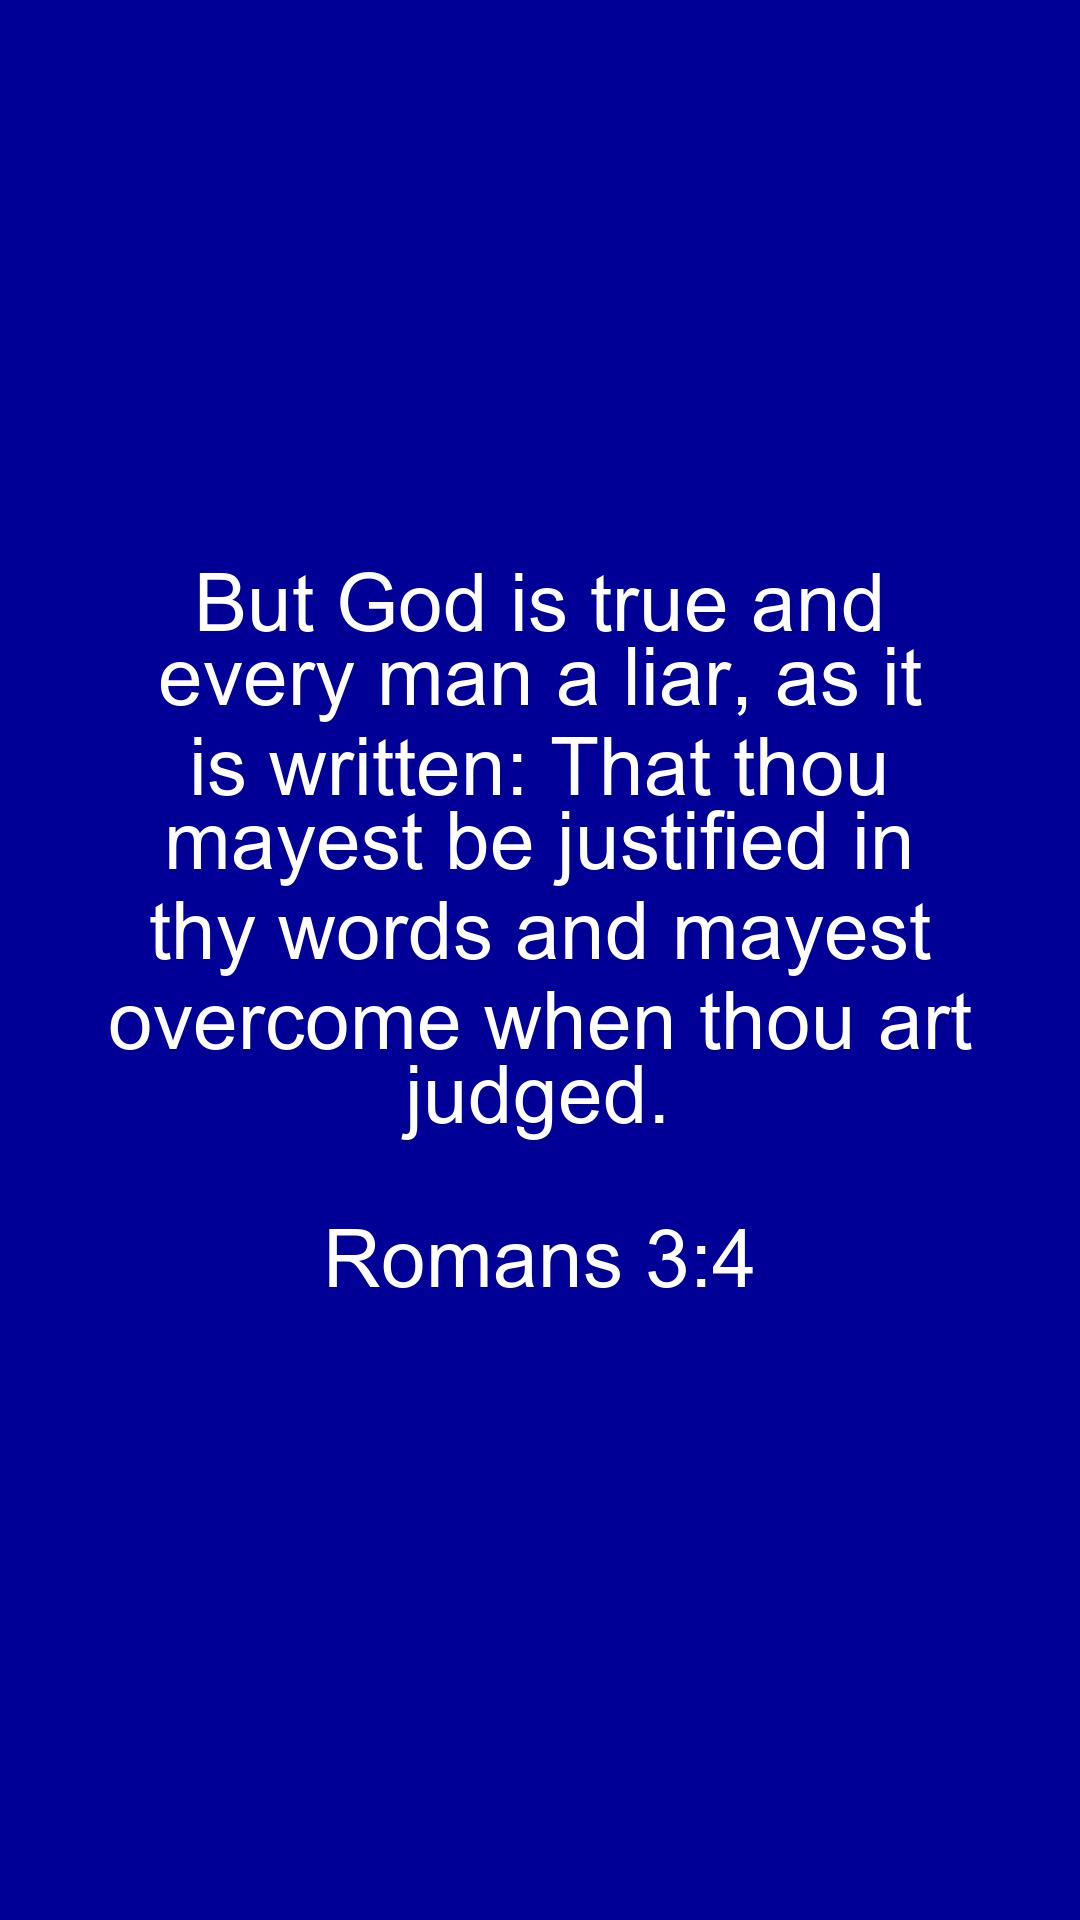 But God is true and
every man a liar, as it
is written: That thou
mayest be justified in
thy words and mayest
overcome when thou art
judged.
Romans 3:4